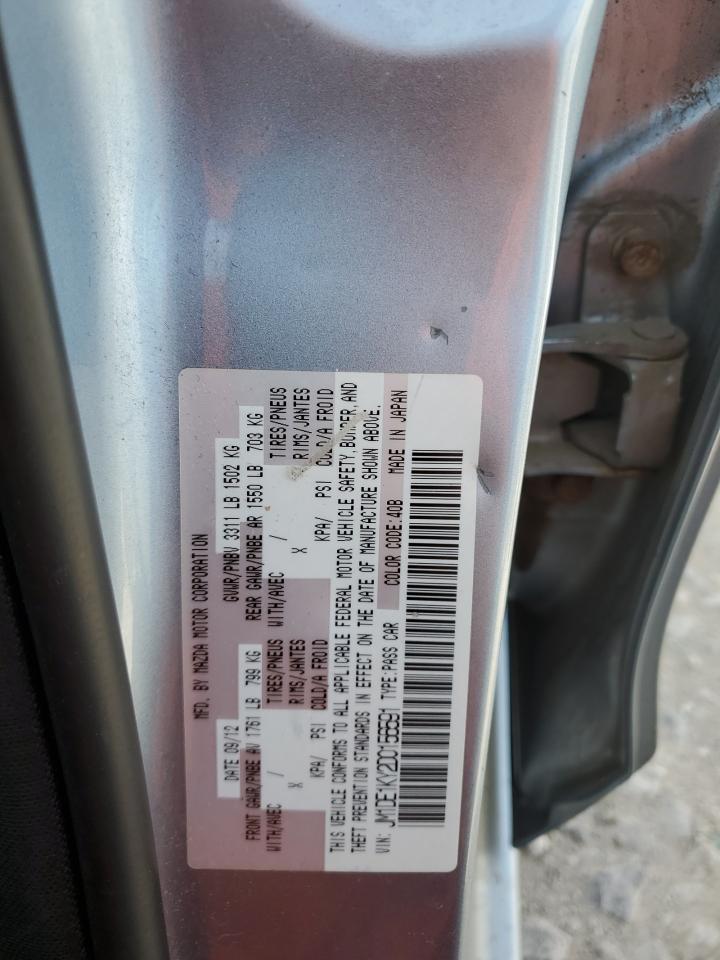 MFD. BY MAZDA MOTOR CORPORATION
DATE 09/12 GVWR/PNBV 3311 LB 1502 KG
FRONT GAWR/PNBE AV 1761 LB 799 KG REAR GAWR/PNBE AR 1550 LB 703 KG
WITH/AVEC / TIRES/PNEUS WITH/AVEC / TIRES/PNEUS
X RIMS/JANTES X RIMS/JANTES
KPA/ PSI COLD/A FROID KPA/ PSI COLD/A FROID
THIS VEHICLE CONFORMS TO ALL APPLICABLE FEDERAL MOTOR VEHICLE SAFETY, BUMPER, AND
THEFT PREVENTION STANDARDS IN EFFECT ON THE DATE OF MANUFACTURE SHOWN ABOVE.
VIN: JM1DE1KY2D0156591 TYPE:PASS CAR COLOR CODE:40B MADE IN JAPAN